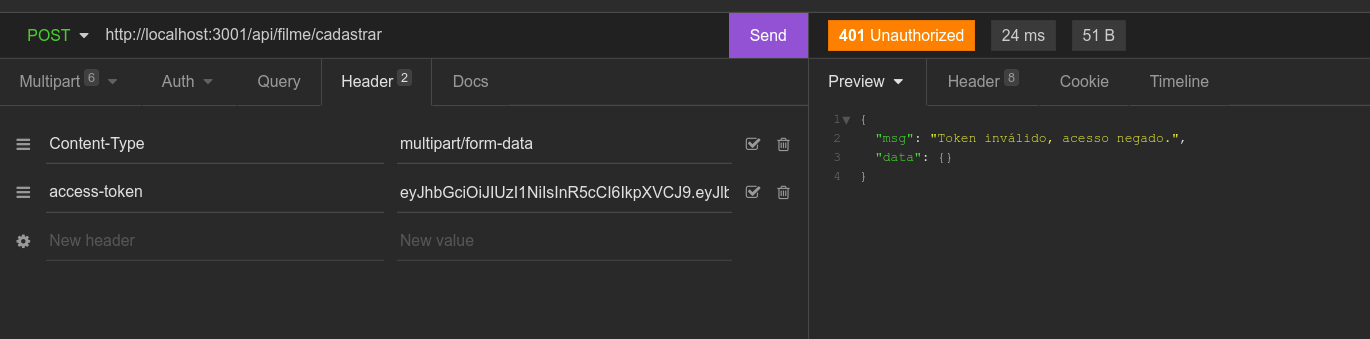 POST http://localhost:3001/api/filme/cadastrar Send
401 Unauthorized 24 ms 51 B
Multipart 6 Auth Query Header 2 Docs
Preview Header 8 Cookie Timeline
Content-Type multipart/form-data
access-token eyJhbGciOiJIUzI1NiIsInR5cCI6IkpXVCJ9.eyJlb
New header New value
1 {
2 "msg": "Token inválido, acesso negado.",
3 "data": {}
4 }